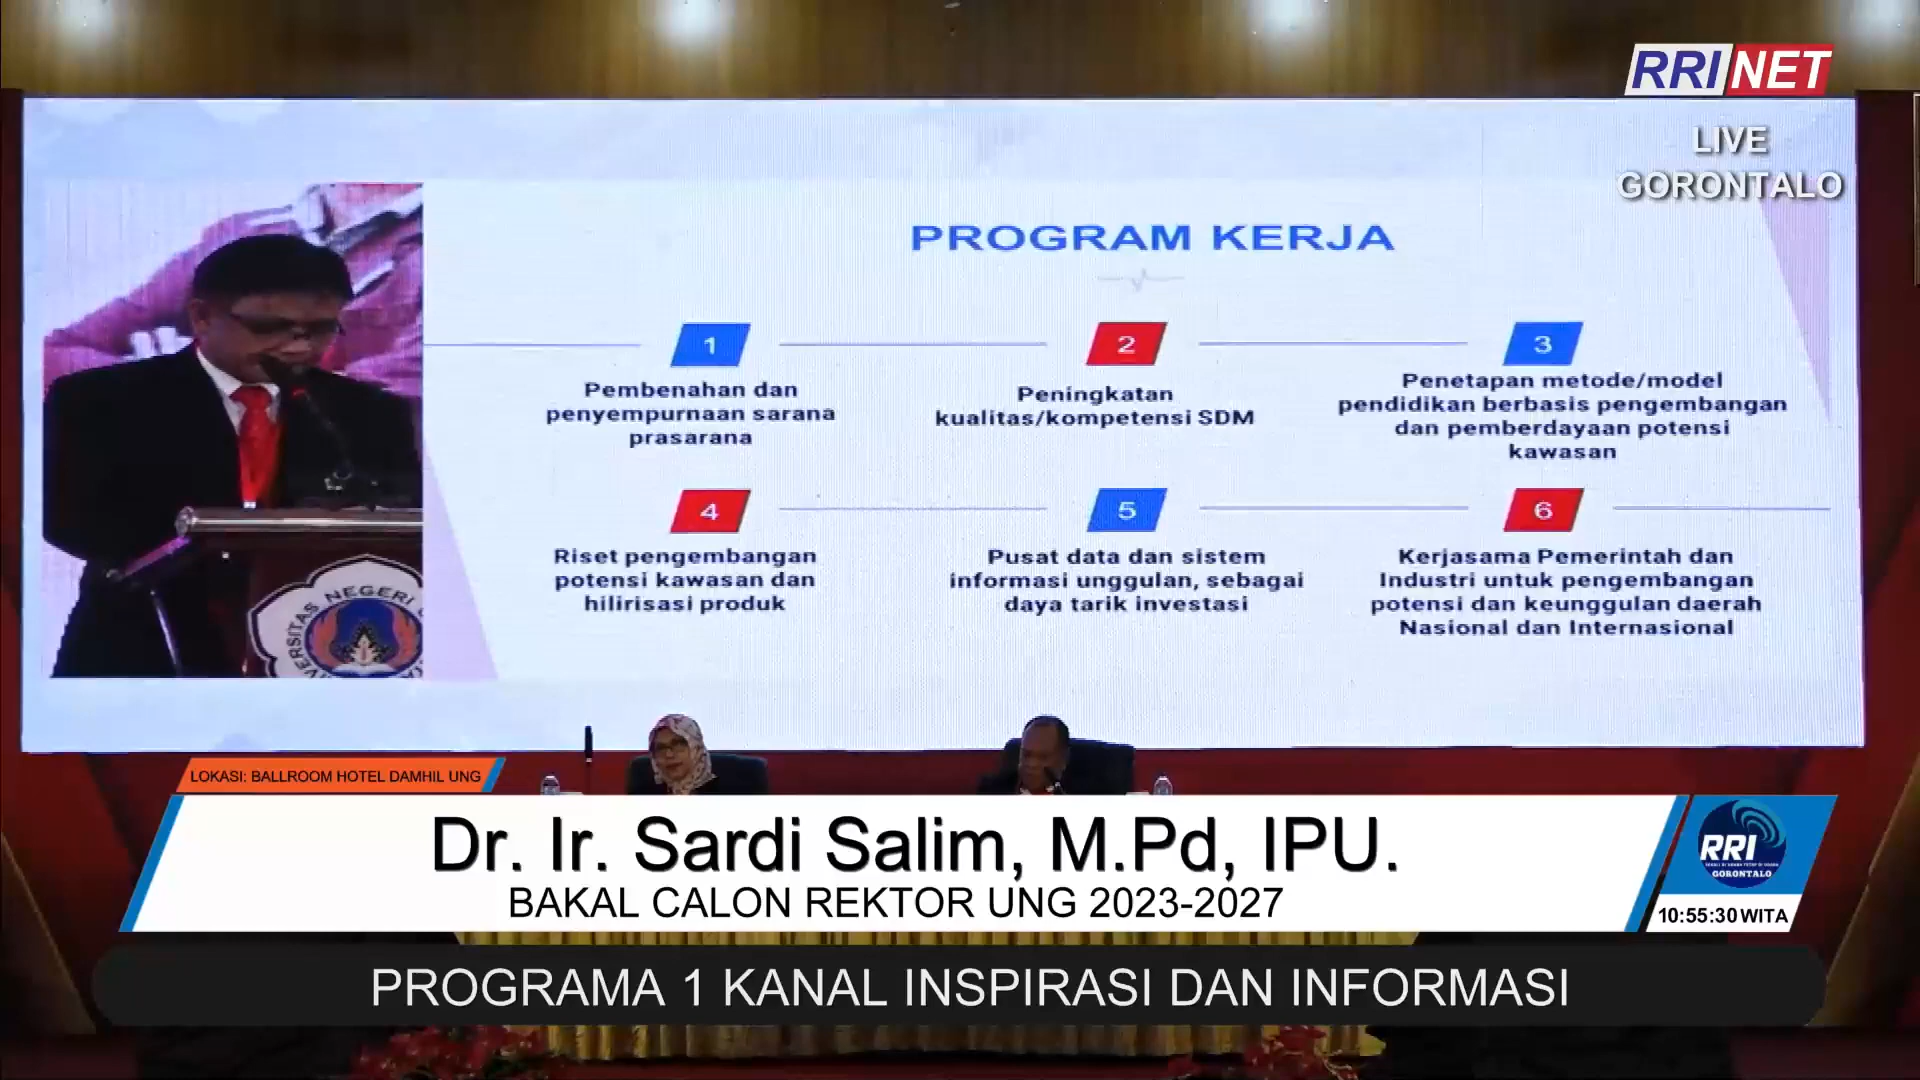 RRI NET
LIVE
GORONTALO
PROGRAM KERJA
1
Pembenahan dan
penyempurnaan sarana
prasarana
2
Peningkatan
kualitas/kompetensi SDM
3
Penetapan metode/model
pendidikan berbasis pengembangan
dan pemberdayaan potensi
kawasan
4
Riset pengembangan
potensi kawasan dan
hilirisasi produk
5
Pusat data dan sistem
informasi unggulan, sebagai
daya tarik investasi
6
Kerjasama Pemerintah dan
Industri untuk pengembangan
potensi dan keunggulan daerah
Nasional dan Internasional
NEGERI
LOKASI: BALLROOM HOTEL DAMHIL UNG
Dr. Ir. Sardi Salim, M.Pd, IPU.
BAKAL CALON REKTOR UNG 2023-2027
RRI
GORONTALO
10:55:30 WITA
PROGRAMA 1 KANAL INSPIRASI DAN INFORMASI